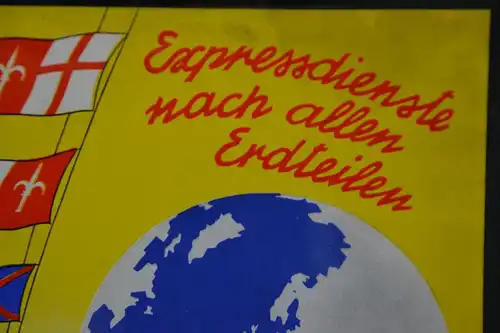 Expressdienste
nach allen
Erdteilen